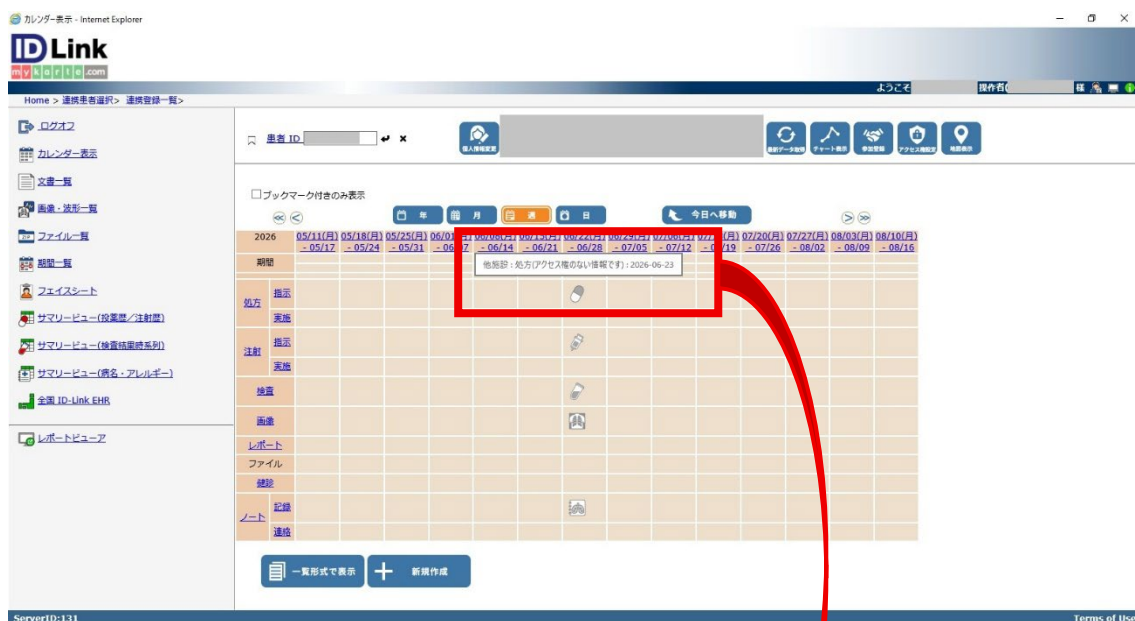 カレンダー表示 - Internet Explorer
ID Link
mykarte.com
ようこそ 操作者( 様
Home > 連携患者選択> 連携登録一覧>
ログオフ
カレンダー表示
文書一覧
画像・波形一覧
ファイル一覧
期間一覧
フェイスシート
サマリービュー(投薬歴/注射歴)
サマリービュー(検査結果時系列)
サマリービュー(病名・アレルギー)
全国 ID-Link EHR
レポートビューア
患者 ID
個人情報変更
最新データ取得 チャート表示 参加登録 アクセス権設定 地図表示
ブックマーク付きのみ表示
年 月 週 日 今日へ移動
2026 05/11(月) 05/18(月) 05/25(月) 07/20(月) 07/27(月) 08/03(月) 08/10(月)
- 05/17 - 05/24 - 05/31 - 06/14 - 06/21 - 06/28 - 07/05 - 07/12 - 07/26 - 08/02 - 08/09 - 08/16
期間
他施設:処方(アクセス権のない情報です):2026-06-23
処方 指示
実施
注射 指示
実施
検査
画像
レポート
ファイル
健診
ノート 記録
連絡
一覧形式で表示 新規作成
ServerID:131 Terms of Use